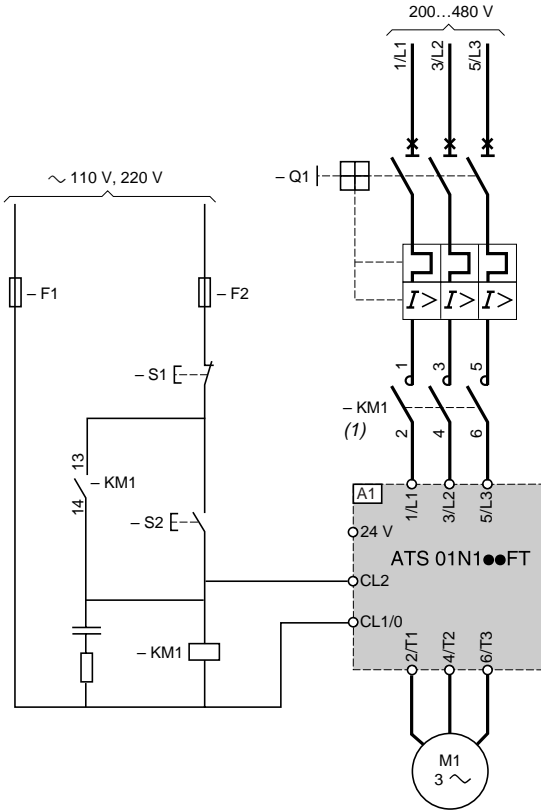 200...480 V
1/L1
3/L2
5/L3
– Q1
∼ 110 V, 220 V
– F1
– F2
I>
I>
I>
– S1
1
3
5
– KM1
(1)
2
4
6
13
– KM1
14
– S2
A1
1/L1
3/L2
5/L3
24 V
ATS 01N1●●FT
CL2
CL1/0
– KM1
2/T1
4/T2
6/T3
M1
3 ∼